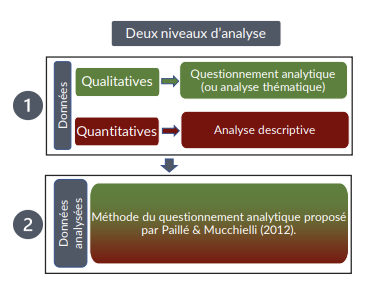 Deux niveaux d'analyse
1
Données
Qualitatives
Questionnement analytique
(ou analyse thématique)
Quantitatives
Analyse descriptive
2
Données
analysées
Méthode du questionnement analytique proposé
par Paillé & Mucchielli (2012).